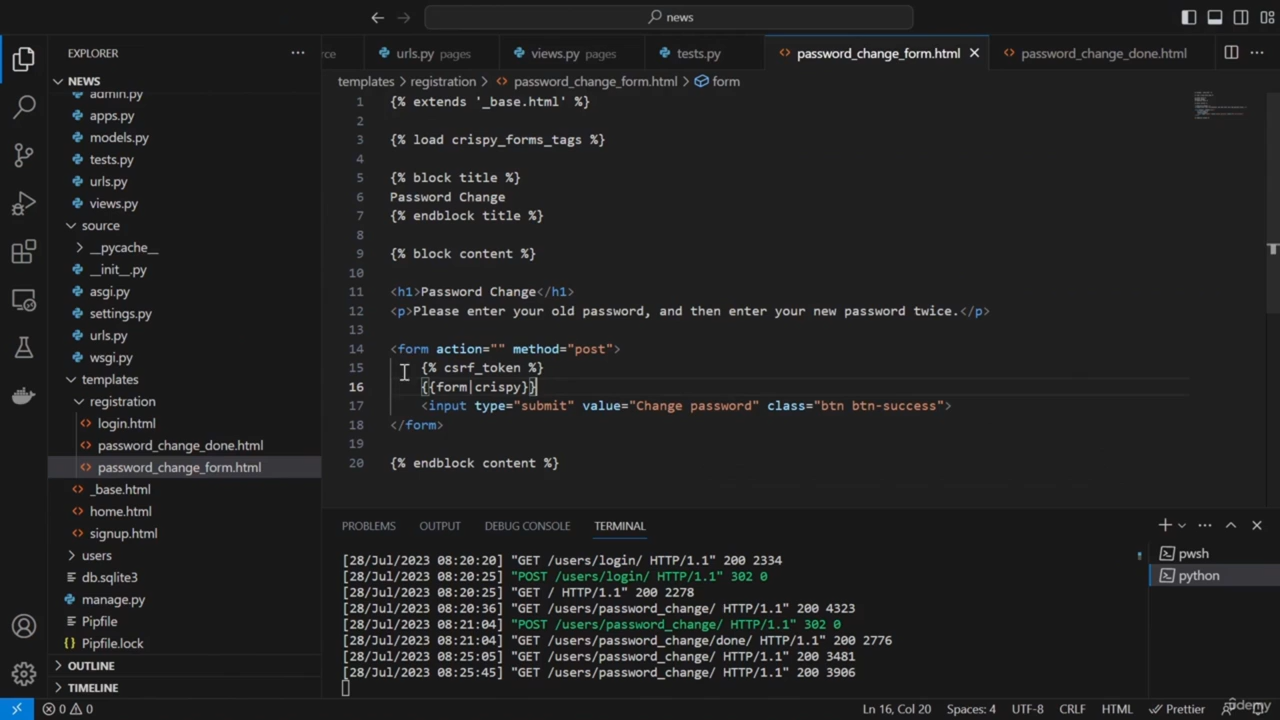 news
EXPLORER
NEWS
admin.py
apps.py
models.py
tests.py
urls.py
views.py
source
__pycache__
__init__.py
asgi.py
settings.py
urls.py
wsgi.py
templates
registration
login.html
password_change_done.html
password_change_form.html
_base.html
home.html
signup.html
users
db.sqlite3
manage.py
Pipfile
Pipfile.lock
OUTLINE
TIMELINE
rce urls.py pages views.py pages tests.py password_change_form.html password_change_done.html
templates > registration > password_change_form.html > form
1 {% extends '_base.html' %}
2
3 {% load crispy_forms_tags %}
4
5 {% block title %}
6 Password Change
7 {% endblock title %}
8
9 {% block content %}
10
11 <h1>Password Change</h1>
12 <p>Please enter your old password, and then enter your new password twice.</p>
13
14 <form action="" method="post">
15 {% csrf_token %}
16 {{form|crispy}}
17 <input type="submit" value="Change password" class="btn btn-success">
18 </form>
19
20 {% endblock content %}
PROBLEMS OUTPUT DEBUG CONSOLE TERMINAL
[28/Jul/2023 08:20:20] "GET /users/login/ HTTP/1.1" 200 2334
[28/Jul/2023 08:20:25] "POST /users/login/ HTTP/1.1" 302 0
[28/Jul/2023 08:20:25] "GET / HTTP/1.1" 200 2278
[28/Jul/2023 08:20:36] "GET /users/password_change/ HTTP/1.1" 200 4323
[28/Jul/2023 08:21:04] "POST /users/password_change/ HTTP/1.1" 302 0
[28/Jul/2023 08:21:04] "GET /users/password_change/done/ HTTP/1.1" 200 2776
[28/Jul/2023 08:25:05] "GET /users/password_change/ HTTP/1.1" 200 3481
[28/Jul/2023 08:25:45] "GET /users/password_change/ HTTP/1.1" 200 3906
pwsh
python
0 0 Ln 16, Col 20 Spaces: 4 UTF-8 CRLF HTML Prettier
udemy